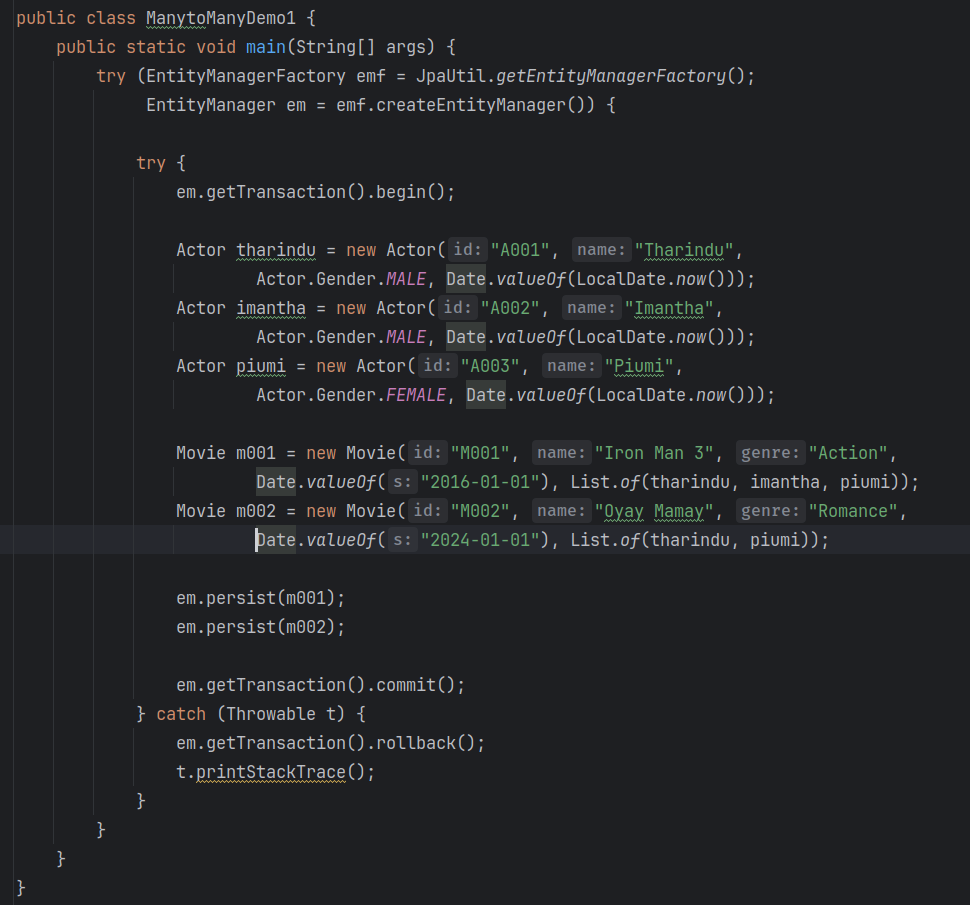 public class ManytoManyDemo1 {
public static void main(String[] args) {
try (EntityManagerFactory emf = JpaUtil.getEntityManagerFactory();
EntityManager em = emf.createEntityManager()) {
try {
em.getTransaction().begin();
Actor tharindu = new Actor( id: "A001", name: "Tharindu",
Actor.Gender.MALE, Date.valueOf(LocalDate.now()));
Actor imantha = new Actor( id: "A002", name: "Imantha",
Actor.Gender.MALE, Date.valueOf(LocalDate.now()));
Actor piumi = new Actor( id: "A003", name: "Piumi",
Actor.Gender.FEMALE, Date.valueOf(LocalDate.now()));
Movie m001 = new Movie( id: "M001", name: "Iron Man 3", genre: "Action",
Date.valueOf( s: "2016-01-01"), List.of(tharindu, imantha, piumi));
Movie m002 = new Movie( id: "M002", name: "Oyay Mamay", genre: "Romance",
Date.valueOf( s: "2024-01-01"), List.of(tharindu, piumi));
em.persist(m001);
em.persist(m002);
em.getTransaction().commit();
} catch (Throwable t) {
em.getTransaction().rollback();
t.printStackTrace();
}
}
}
}